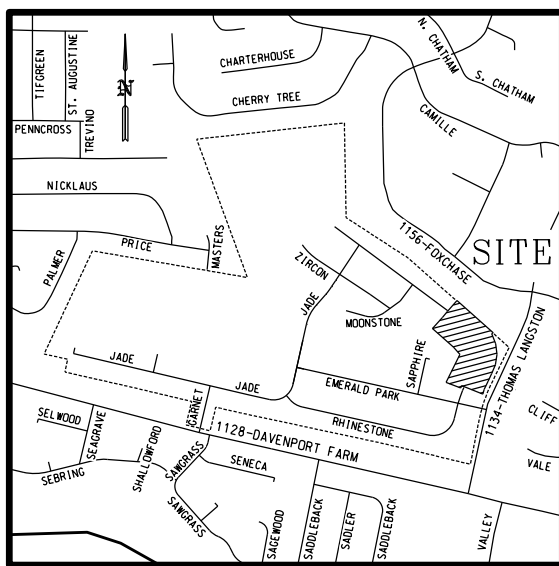 TIFGREEN
ST. AUGUSTINE
N
CHARTERHOUSE
N. CHATHAM
S. CHATHAM
CHERRY TREE
CAMILLE
PENNCROSS
TREVINO
NICKLAUS
PRICE
MASTERS
PALMER
1156-FOXCHASE
SITE
ZIRCON
JADE
MOONSTONE
SAPPHIRE
1134-THOMAS LANGSTON
JADE
JADE
EMERALD PARK
GARNET
RHINESTONE
1128-DAVENPORT FARM
SELWOOD
SEAGRAVE
SHALLOWFORD
SAWGRASS
SENECA
SEBRING
SAWGRASS
CLIFF
VALE
SAGEWOOD
SADDLEBACK
SADLER
SADDLEBACK
VALLEY